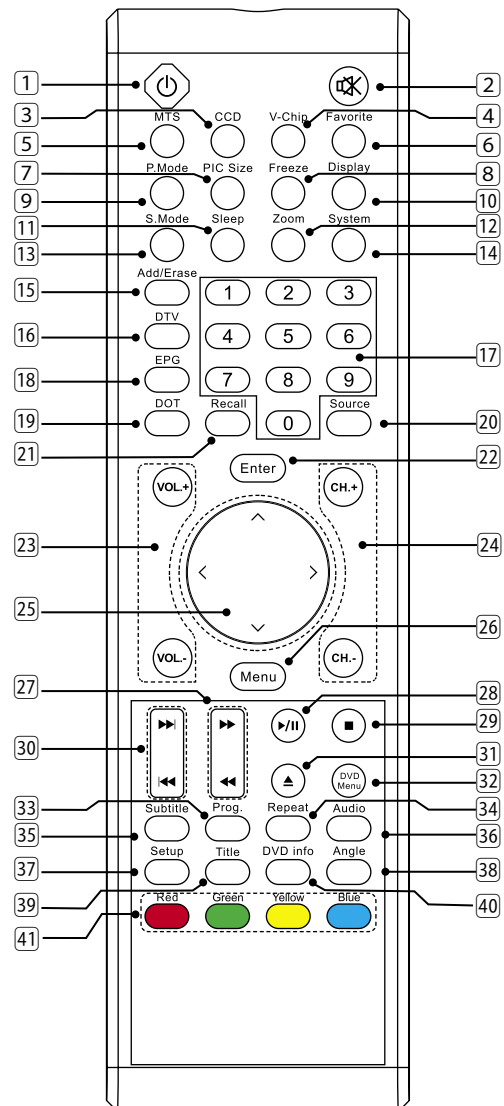 1
2
3
4
MTS
CCD
V-Chip
Favorite
5
6
7
8
P.Mode
PIC Size
Freeze
Display
9
10
11
12
S.Mode
Sleep
Zoom
System
13
14
Add/Erase
15
1
2
3
DTV
16
4
5
6
17
EPG
18
7
8
9
DOT
Recall
Source
19
0
20
21
Enter
22
VOL.+
CH.+
23
24
25
VOL.-
CH.-
26
Menu
27
28
29
30
31
DVD
Menu
32
33
Subtitle
Prog.
Repeat
Audio
34
35
36
Setup
Title
DVD info
Angle
37
38
39
40
Red
Green
Yellow
Blue
41